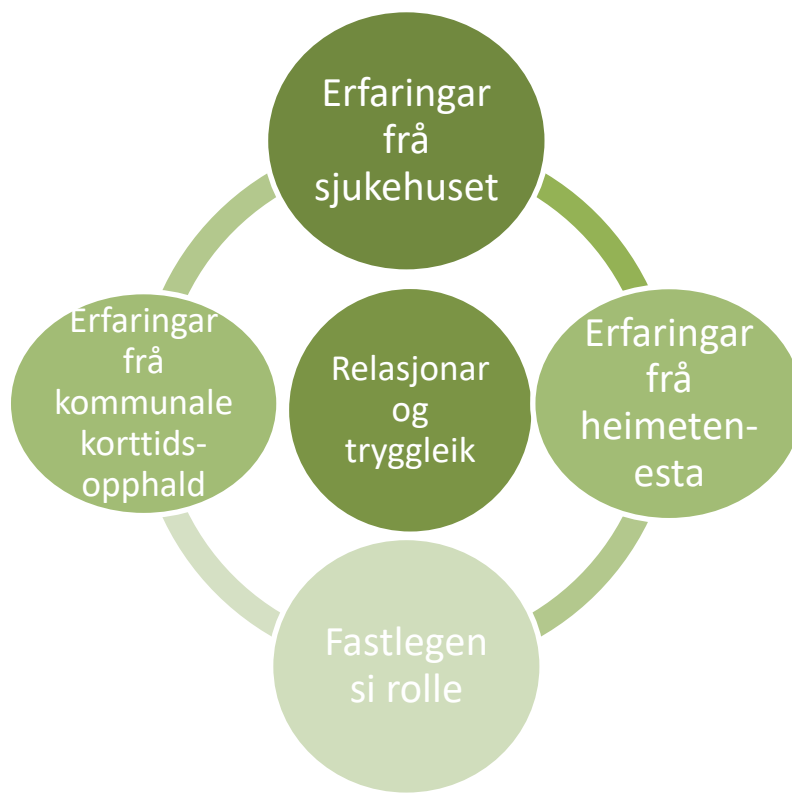 Erfaringar
frå
sjukehuset
Erfaringar
frå
kommunale
korttids-
opphald
Relasjonar
og
tryggleik
Erfaringar
frå
heimeten-
esta
Fastlegen
si rolle